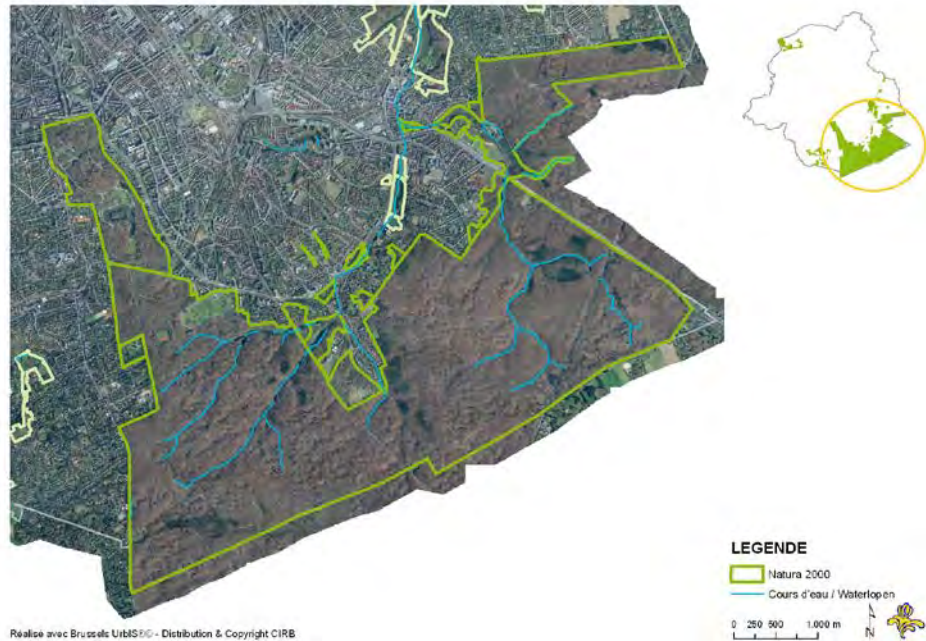 LEGENDE
Natura 2000
Cours d'eau / Waterlopen
0 250 500 1.000 m
N
Réalisé avec Brussels UrbIS®© - Distribution & Copyright CIRB